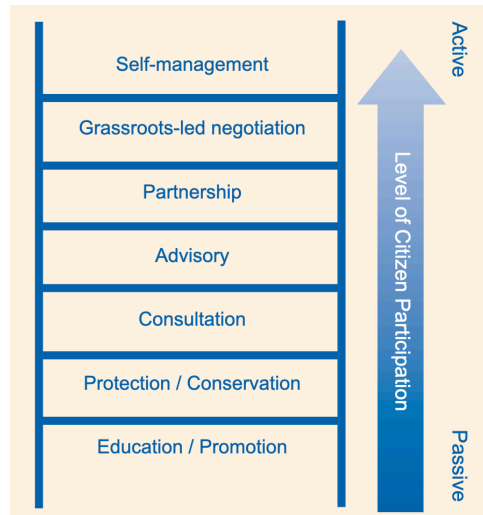 Self-management
Grassroots-led negotiation
Partnership
Advisory
Consultation
Protection / Conservation
Education / Promotion
Active
Level of Citizen Participation
Passive